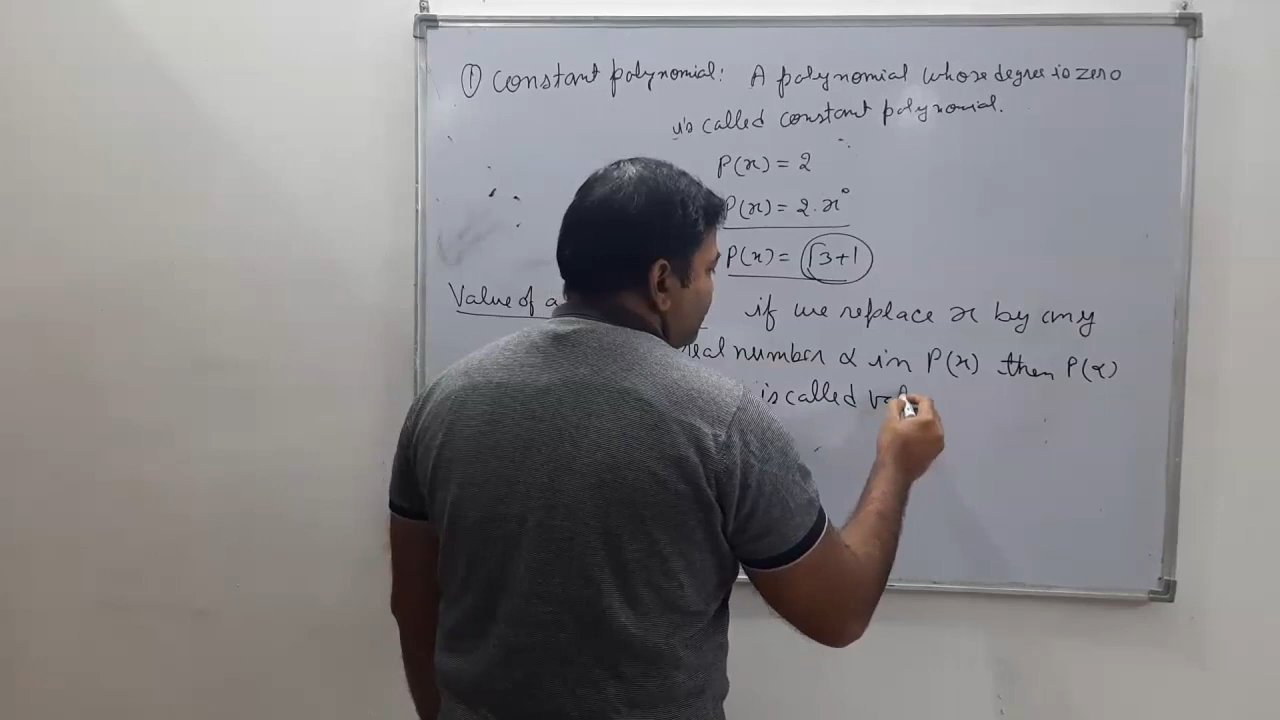 ① Constant polynomial: A polynomial whose degree is zero
is called constant polynomial.
P(x) = 2
P(x) = 2.x°
P(x) = √3+1
Value of a if we replace x by any
real number α in P(x) then P(α)
is called val